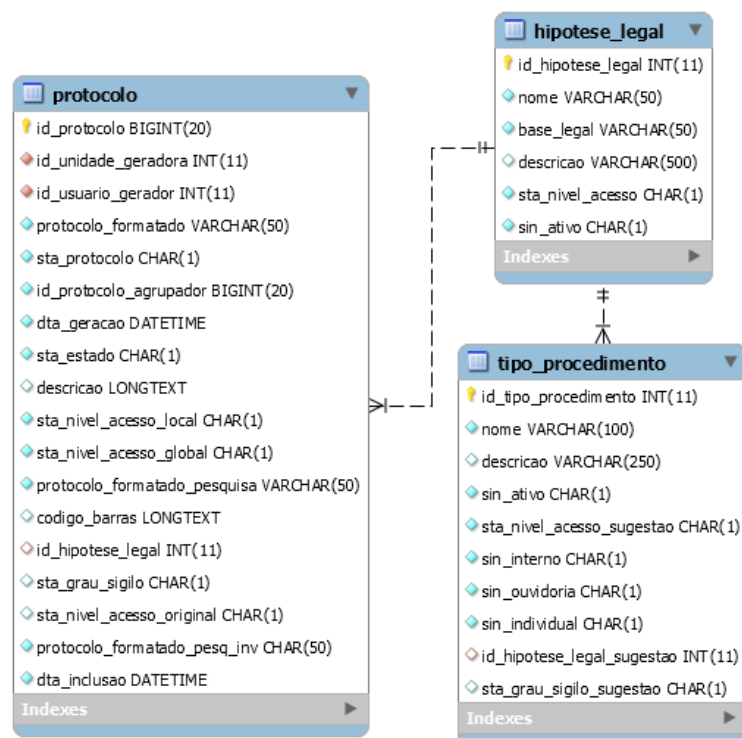 protocolo
id_protocolo BIGINT(20)
id_unidade_geradora INT(11)
id_usuario_gerador INT(11)
protocolo_formatado VARCHAR(50)
sta_protocolo CHAR(1)
id_protocolo_agrupador BIGINT(20)
dta_geracao DATETIME
sta_estado CHAR(1)
descricao LONGTEXT
sta_nivel_acesso_local CHAR(1)
sta_nivel_acesso_global CHAR(1)
protocolo_formatado_pesquisa VARCHAR(50)
codigo_barras LONGTEXT
id_hipotese_legal INT(11)
sta_grau_sigilo CHAR(1)
sta_nivel_acesso_original CHAR(1)
protocolo_formatado_pesq_inv CHAR(50)
dta_inclusao DATETIME
Indexes
hipotese_legal
id_hipotese_legal INT(11)
nome VARCHAR(50)
base_legal VARCHAR(50)
descricao VARCHAR(500)
sta_nivel_acesso CHAR(1)
sin_ativo CHAR(1)
Indexes
tipo_procedimento
id_tipo_procedimento INT(11)
nome VARCHAR(100)
descricao VARCHAR(250)
sin_ativo CHAR(1)
sta_nivel_acesso_sugestao CHAR(1)
sin_interno CHAR(1)
sin_ouvidoria CHAR(1)
sin_individual CHAR(1)
id_hipotese_legal_sugestao INT(11)
sta_grau_sigilo_sugestao CHAR(1)
Indexes